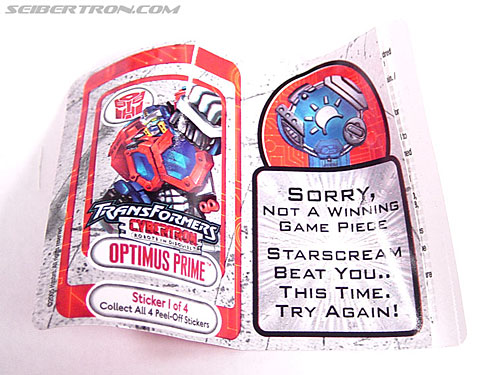 SEIBERTRON.COM
TRANSFORMERS
CYBERTRON
ROBOTS IN DISGUISE
OPTIMUS PRIME
Sticker 1 of 4
Collect All 4 Peel-Off Stickers
SORRY,
NOT A WINNING
GAME PIECE
STARSCREAM
BEAT YOU..
THIS TIME.
TRY AGAIN!